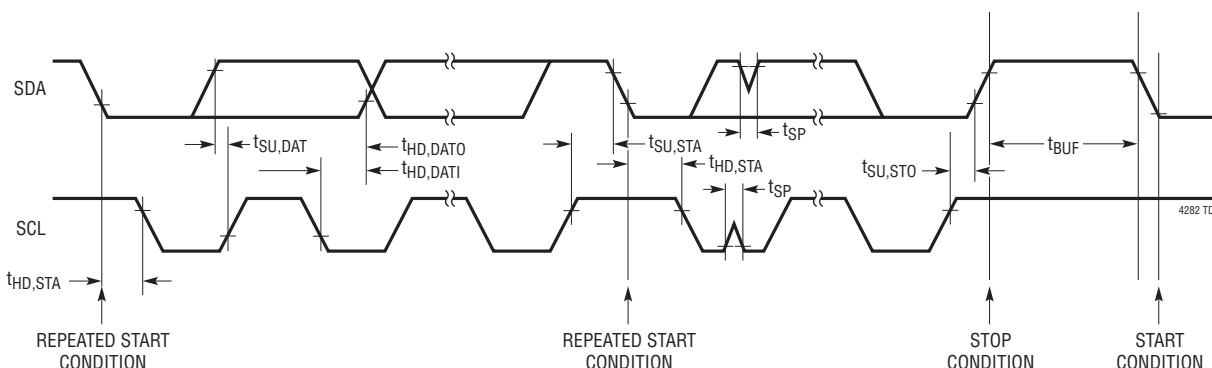 SDA
tSU,DAT
tHD,DATO
tHD,DATI
tSU,STA
tHD,STA
tSP
tSP
tSU,STO
tBUF
SCL
4282 TD
tHD,STA
REPEATED START
CONDITION
REPEATED START
CONDITION
STOP
CONDITION
START
CONDITION